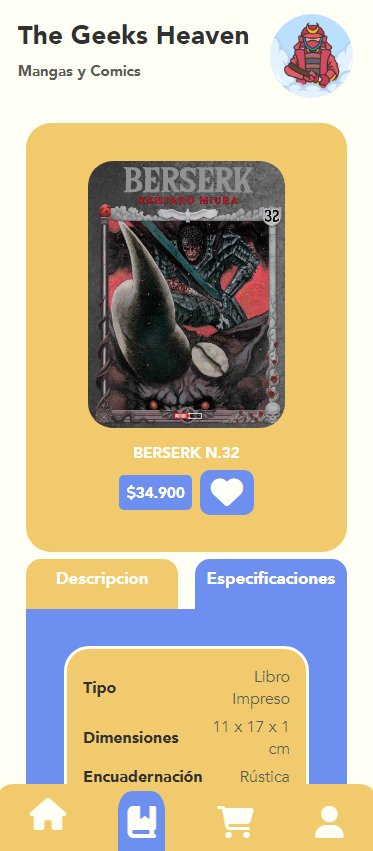 The Geeks Heaven
Mangas y Comics
BERSERK
KENTARO MIURA
32
BERSERK N.32
$34.900
Descripcion
Especificaciones
Tipo
Libro
Impreso
Dimensiones
11 x 17 x 1
cm
Encuadernación
Rústica